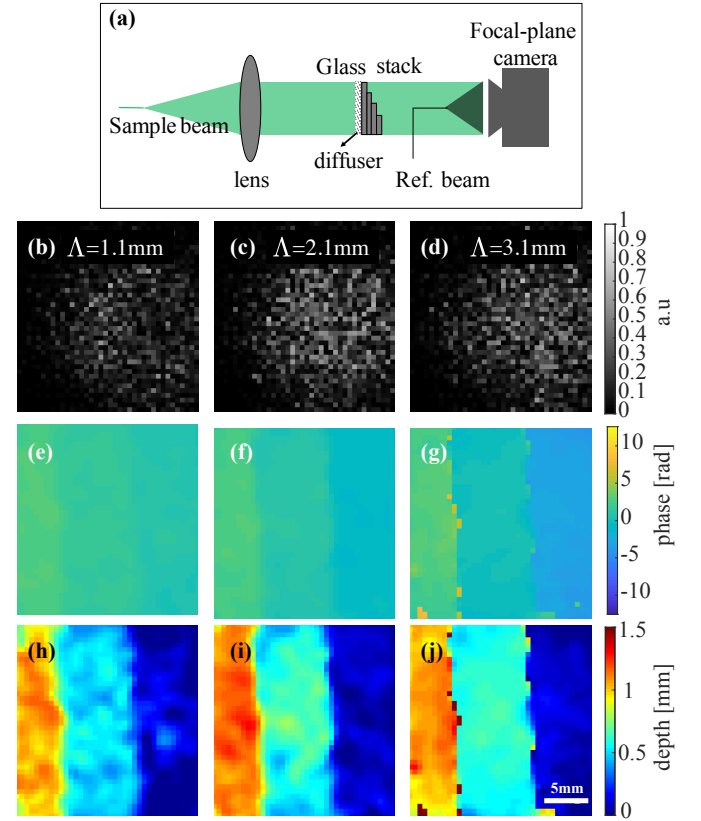 (a)
Focal-plane
camera
Glass stack
Sample beam
diffuser
lens
Ref. beam
(b) Λ=1.1mm
(c) Λ=2.1mm
(d) Λ=3.1mm
1
0.9
0.8
0.7
0.6
0.5
0.4
0.3
0.2
0.1
0
a.u
(e)
(f)
(g)
10
5
0
-5
-10
phase [rad]
(h)
(i)
(j)
1.5
1
0.5
0
depth [mm]
5mm